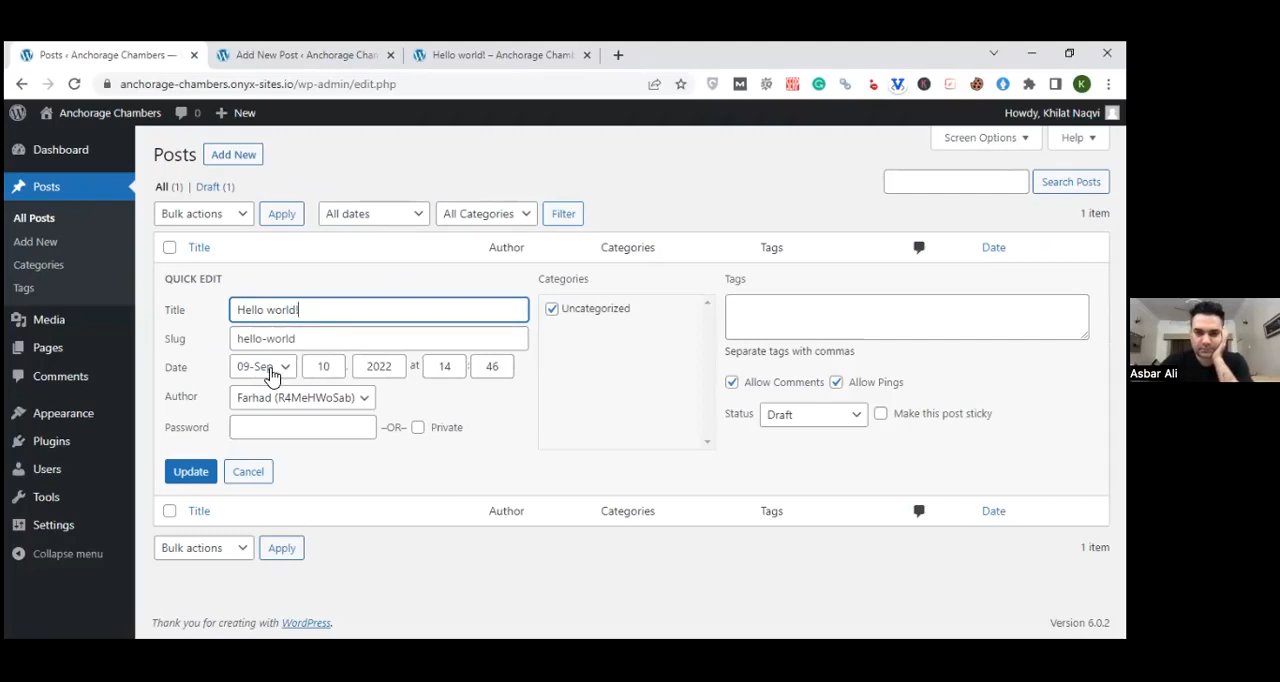 Posts ‹ Anchorage Chambers —
Add New Post ‹ Anchorage Cham
Hello world! – Anchorage Chamb
anchorage-chambers.onyx-sites.io/wp-admin/edit.php
K
Anchorage Chambers 0 + New Howdy, Khilat Naqvi
Screen Options Help
Dashboard
Posts
All Posts
Add New
Categories
Tags
Media
Pages
Comments
Appearance
Plugins
Users
Tools
Settings
Collapse menu
Posts Add New
All (1) | Draft (1)
Search Posts
Bulk actions Apply All dates All Categories Filter 1 item
Title Author Categories Tags Date
QUICK EDIT
Title Hello world!
Slug hello-world
Date 09-Sep 10 , 2022 at 14 : 46
Author Farhad (R4MeHWoSab)
Password –OR– Private
Categories
Uncategorized
Tags
Separate tags with commas
Allow Comments Allow Pings
Status Draft Make this post sticky
Update Cancel
Title Author Categories Tags Date
Bulk actions Apply 1 item
Thank you for creating with WordPress. Version 6.0.2
Asbar Ali